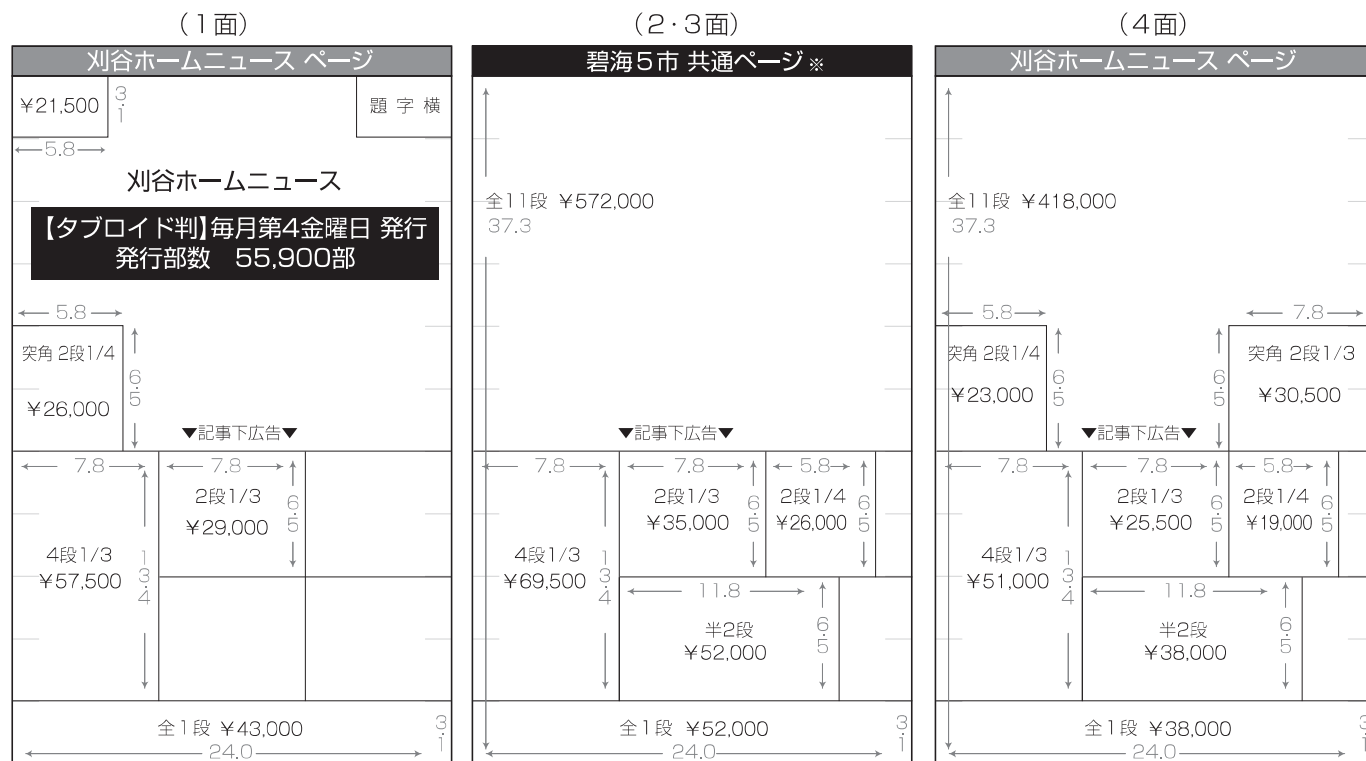 （1面）
刈谷ホームニュース ページ
¥21,500
3.1
題字横
5.8
刈谷ホームニュース
【タブロイド判】毎月第4金曜日 発行
発行部数　55,900部
5.8
突角 2段1/4
¥26,000
6.5
▼記事下広告▼
7.8
4段1/3
¥57,500
13.4
7.8
2段1/3
¥29,000
6.5
全1段 ¥43,000
3.1
24.0
（2・3面）
碧海5市 共通ページ※
全11段 ¥572,000
37.3
▼記事下広告▼
7.8
4段1/3
¥69,500
13.4
7.8
2段1/3
¥35,000
6.5
5.8
2段1/4
¥26,000
6.5
11.8
半2段
¥52,000
6.5
全1段 ¥52,000
3.1
24.0
（4面）
刈谷ホームニュース ページ
全11段 ¥418,000
37.3
5.8
突角 2段1/4
¥23,000
6.5
7.8
突角 2段1/3
¥30,500
6.5
▼記事下広告▼
7.8
4段1/3
¥51,000
13.4
7.8
2段1/3
¥25,500
6.5
5.8
2段1/4
¥19,000
6.5
11.8
半2段
¥38,000
6.5
全1段 ¥38,000
3.1
24.0